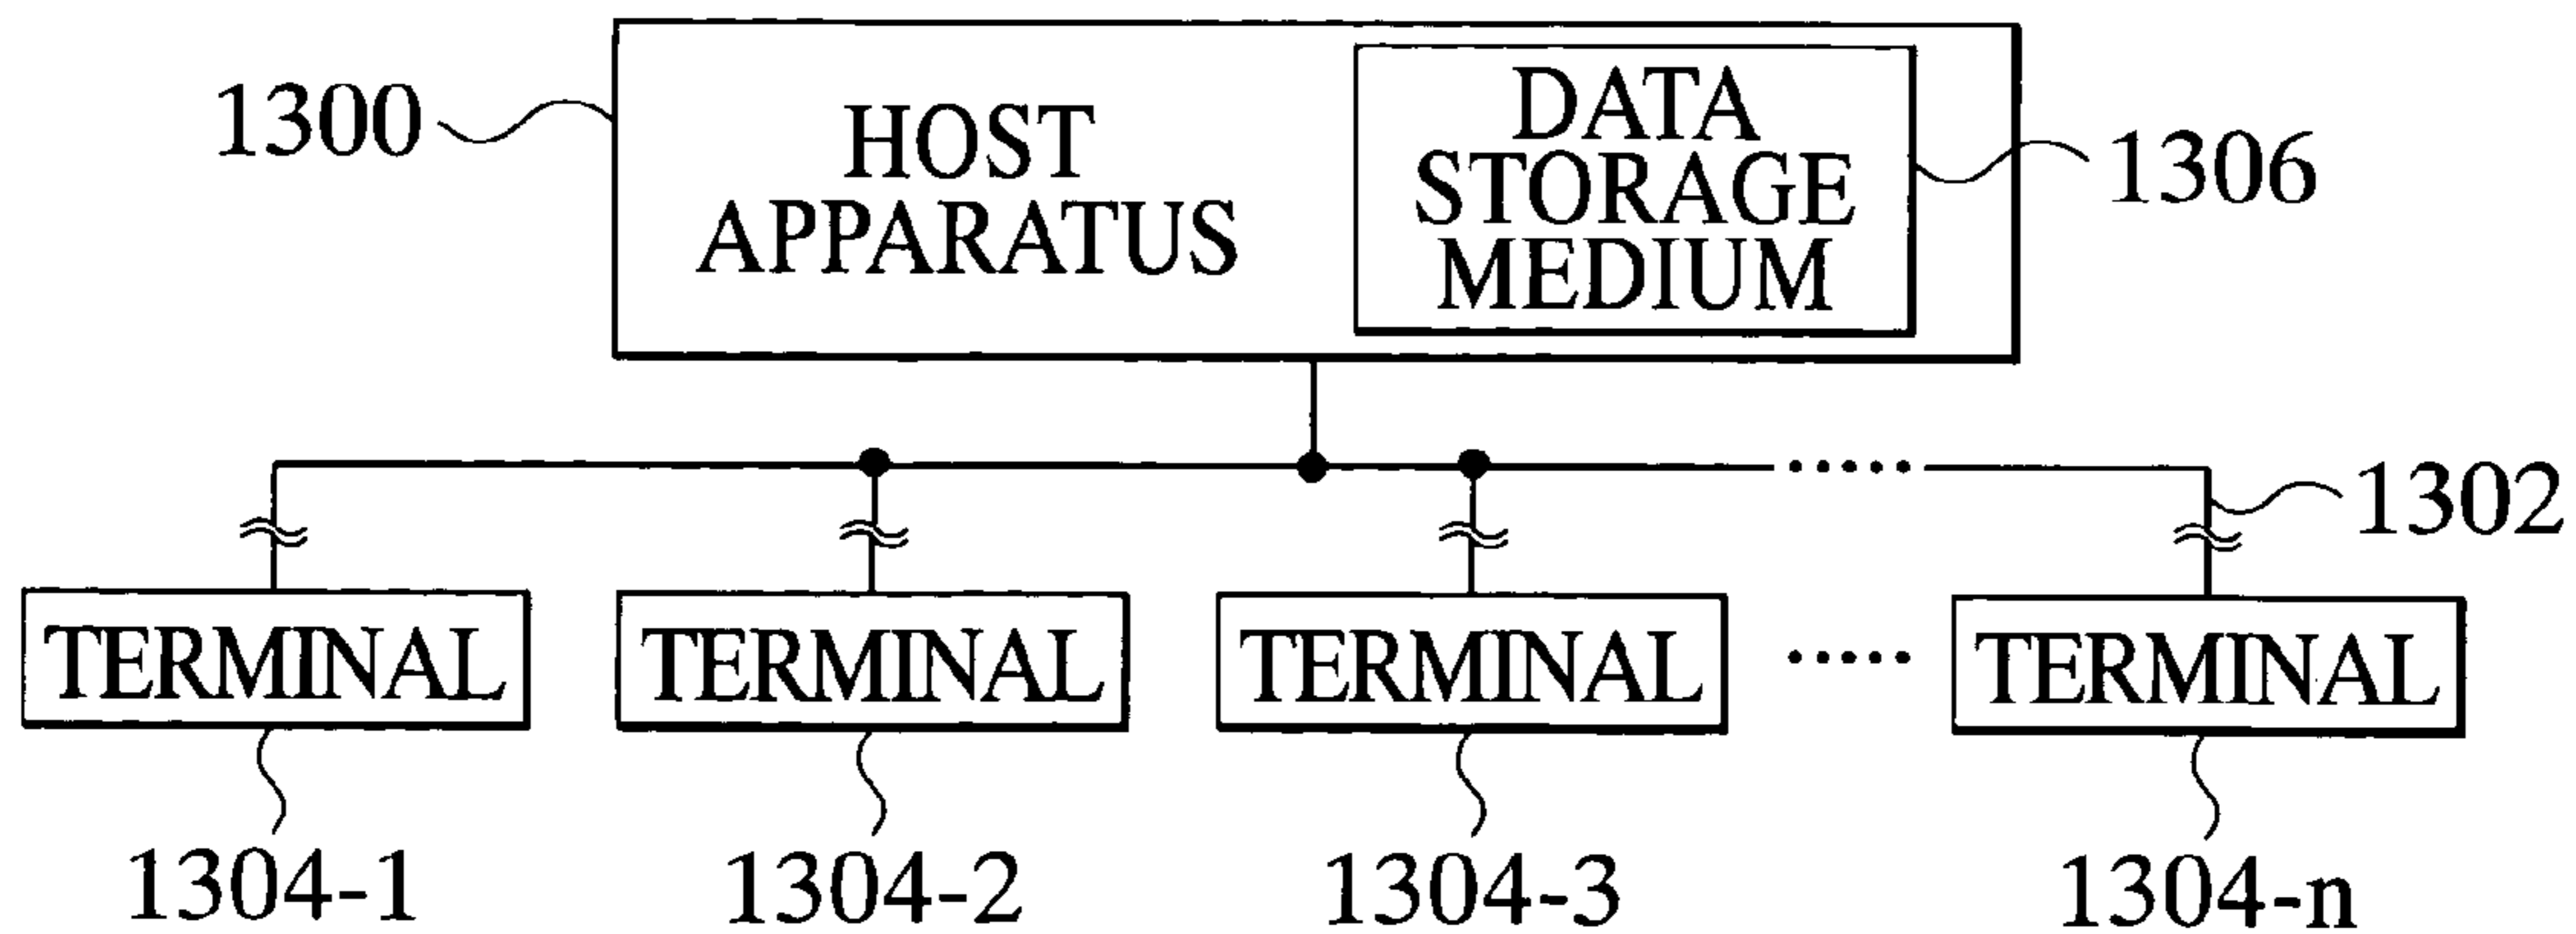 1300
HOST
APPARATUS
DATA
STORAGE
MEDIUM
1306
.....
1302
TERMINAL
TERMINAL
TERMINAL
.....
TERMINAL
1304-1
1304-2
1304-3
1304-n